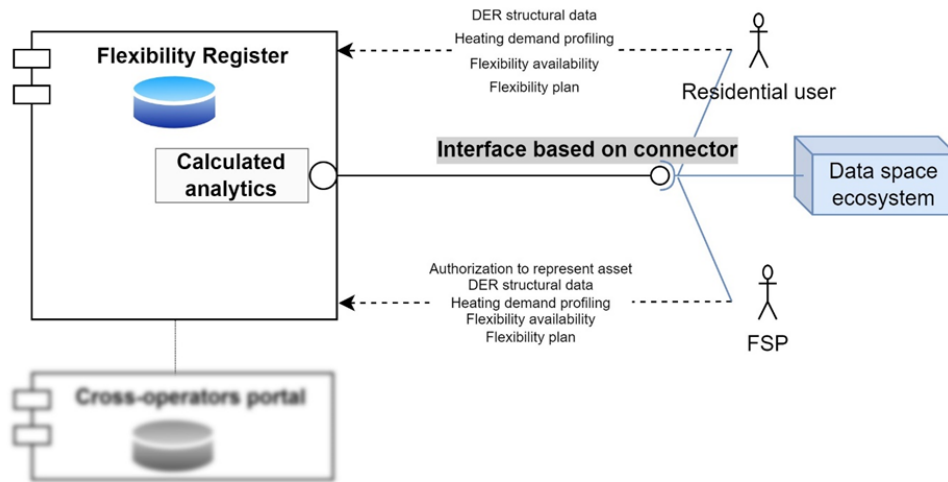 DER structural data
Heating demand profiling
Flexibility availability
Flexibility plan
Flexibility Register
Residential user
Interface based on connector
Calculated
analytics
Data space
ecosystem
Authorization to represent asset
DER structural data
Heating demand profiling
Flexibility availability
Flexibility plan
FSP
Cross-operators portal